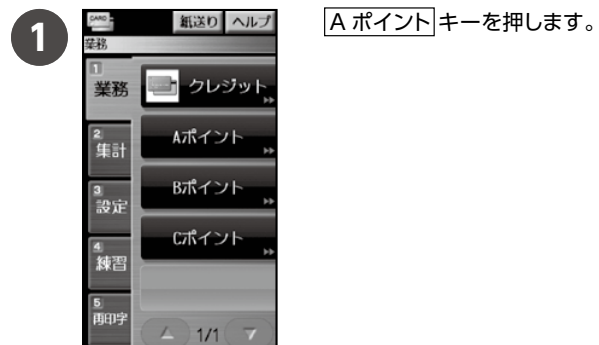 1
A ポイント キーを押します。
CARD
紙送り ヘルプ
業務
1
業務
クレジット
2
集計
Aポイント
3
設定
Bポイント
4
練習
Cポイント
5
再印字
1/1